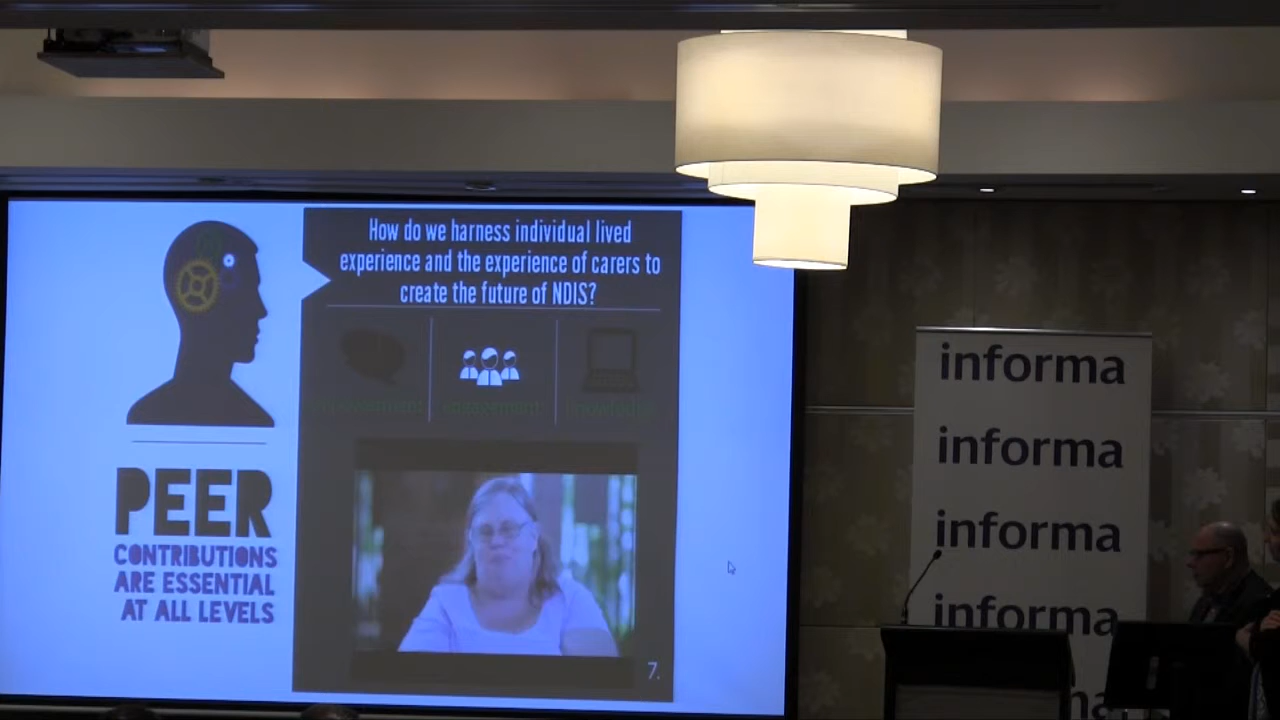 How do we harness individual lived
experience and the experience of carers to
create the future of NDIS?
engagement
PEER
CONTRIBUTIONS
ARE ESSENTIAL
AT ALL LEVELS
7.
informa
informa
informa
informa